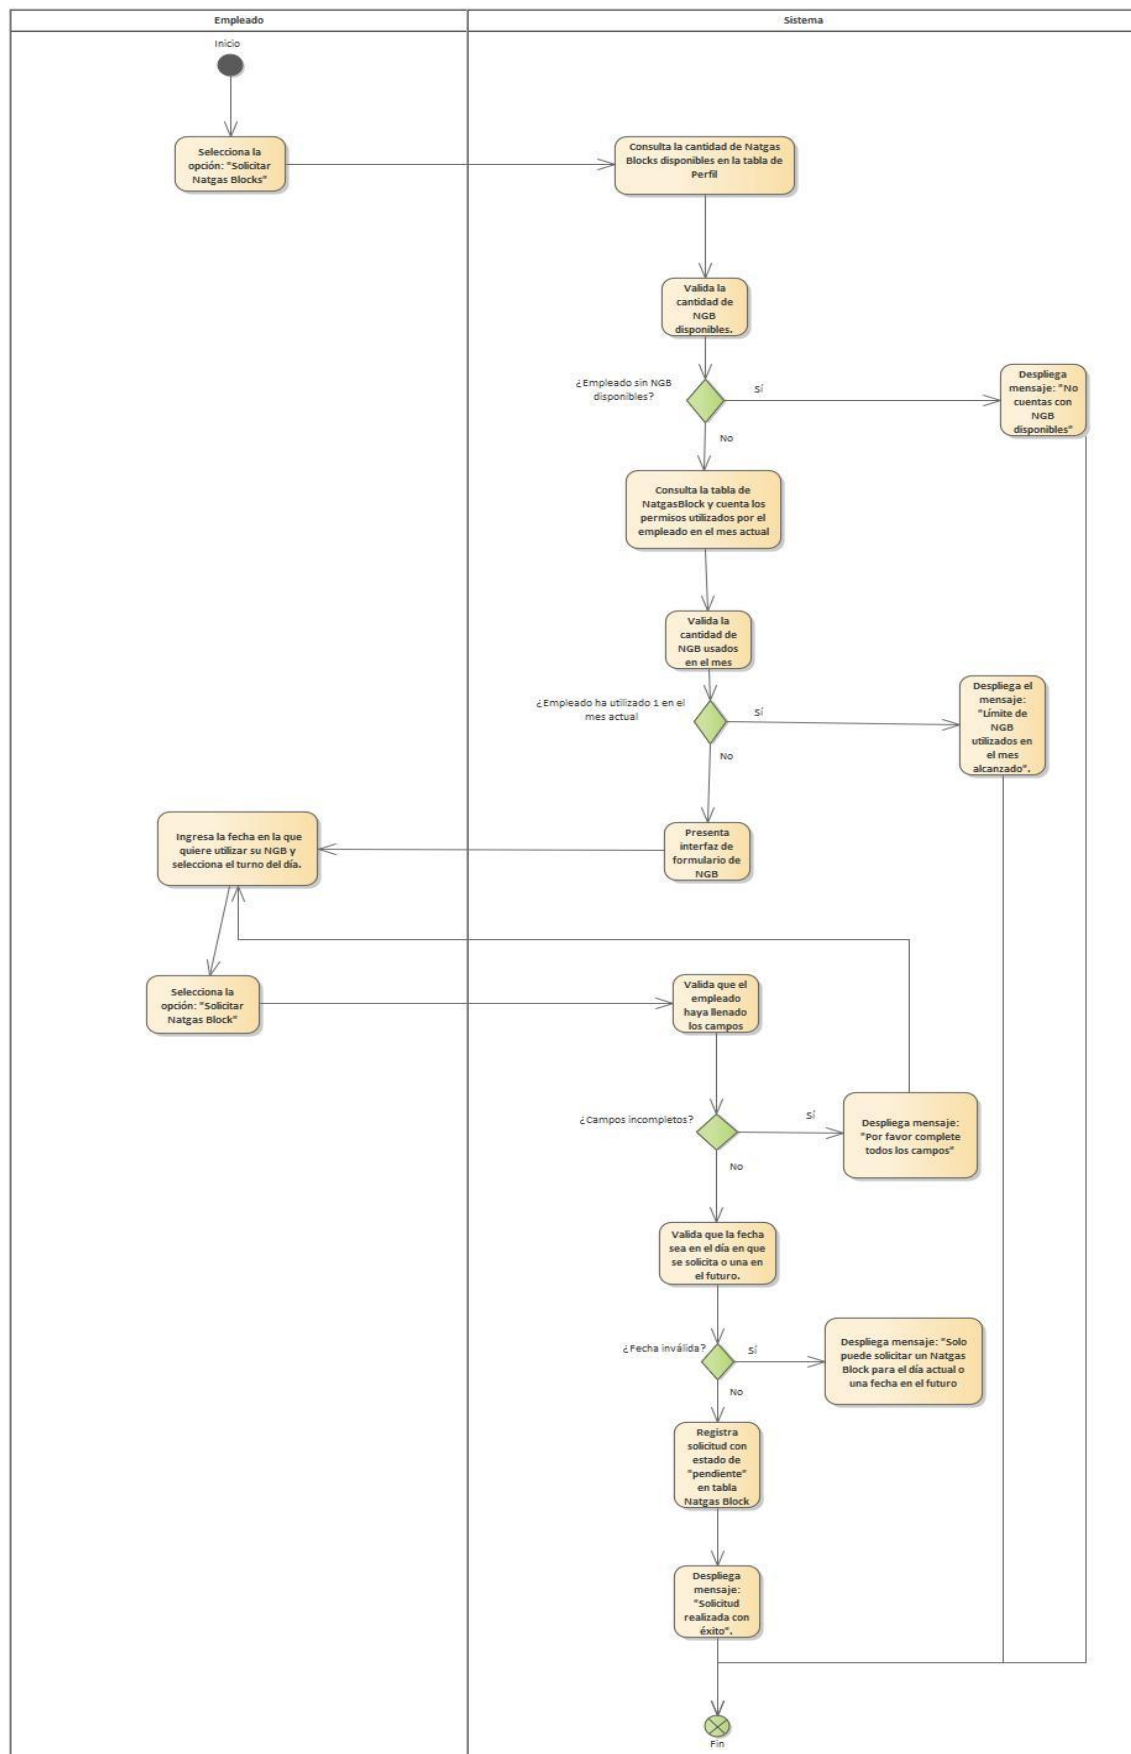 Empleado
Sistema
Inicio
Selecciona la
opción: "Solicitar
Natgas Blocks"
Consulta la cantidad de Natgas
Blocks disponibles en la tabla de
Perfil
Valida la
cantidad de
NGB
disponibles.
¿Empleado sin NGB
disponibles?
Sí
Despliega
mensaje: "No
cuentas con
NGB
disponibles"
No
Consulta la tabla de
NatgasBlock y cuenta los
permisos utilizados por el
empleado en el mes actual
Valida la
cantidad de
NGB usados
en el mes
¿Empleado ha utilizado 1 en el
mes actual
Sí
Despliega el
mensaje:
"Límite de
NGB
utilizados en
el mes
alcanzado".
No
Presenta
interfaz de
formulario de
NGB
Ingresa la fecha en la que
quiere utilizar su NGB y
selecciona el turno del día.
Selecciona la
opción: "Solicitar
Natgas Block"
Valida que el
empleado
haya llenado
los campos
¿Campos incompletos?
Sí
Despliega mensaje:
"Por favor complete
todos los campos"
No
Valida que la fecha
sea en el día en que
se solicita o una en
el futuro.
¿Fecha inválida?
Sí
Despliega mensaje: "Solo
puede solicitar un Natgas
Block para el día actual o
una fecha en el futuro
No
Registra
solicitud con
estado de
"pendiente"
en tabla
Natgas Block
Despliega
mensaje:
"Solicitud
realizada con
éxito".
Fin